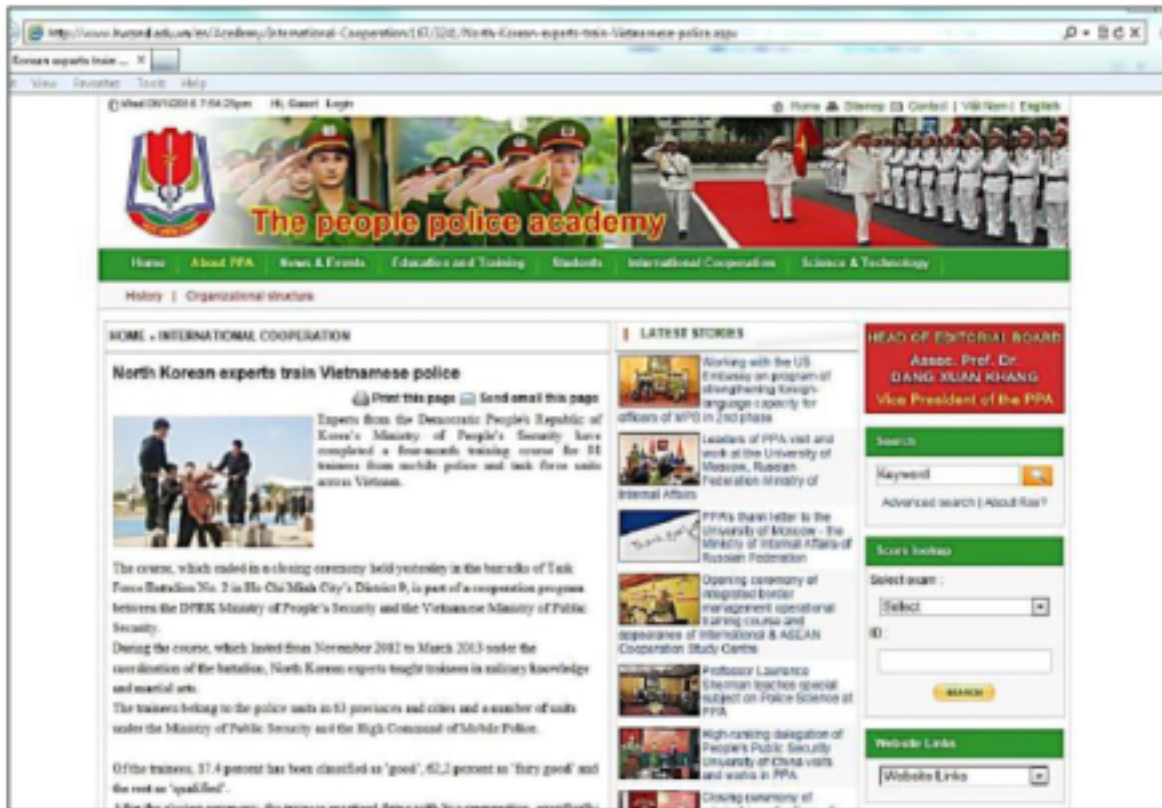 Korean experts train ... X
View Favorites Tools Help
Hi, Guest Login
Home Sitemap Contact | Việt Nam | English
The people police academy
Home About PPA News & Events Education and Training Students International Cooperation Science & Technology
History | Organizational structure
HOME » INTERNATIONAL COOPERATION
North Korean experts train Vietnamese police
Print this page Send email this page
Experts from the Democratic People's Republic of
Korea's Ministry of People's Security have
completed a four-month training course for
trainees from mobile police and task force units
across Vietnam.
The course, which ended in a closing ceremony held yesterday in the barracks of Task
Force Battalion No. 2 in Ho Chi Minh City's District 9, is part of a cooperation program
between the DPRK Ministry of People's Security and the Vietnamese Ministry of Public
Security.
During the course, which lasted from November 2012 to March 2013 under the
coordination of the battalion, North Korean experts taught trainees in military knowledge
and martial arts.
The trainees belong to the police units in 63 provinces and cities and a number of units
under the Ministry of Public Security and the High Command of Mobile Police.
Of the trainees, 17.4 percent has been classified as "good", 62,2 percent as "fairy good" and
the rest as "qualified".
LATEST STORIES
Working with the US
Embassy on program of
strengthening foreign-
language capacity for
officers of MPS in 2nd phase
Leaders of PPA visit and
work at the University of
Moscow, Russian
Federation Ministry of
Internal Affairs
Thank you
PPA's thank letter to the
University of Moscow - the
Ministry of Internal Affairs of
Russian Federation
Opening ceremony of
integrated border
management operational
training course and
appearance of International & ASEAN
Cooperation Study Centre
Professor Lawrence
Sherman teaches special
subject on Police Science at
PPA
High-ranking delegation of
People's Public Security
University of China visits
and works in PPA
Closing ceremony of
HEAD OF EDITORIAL BOARD
Assoc. Prof. Dr.
DANG XUAN KHANG
Vice President of the PPA
Search
Keyword
Advanced search |
Score lookup
Select exam :
Select
ID :
SEARCH
Website Links
Website Links